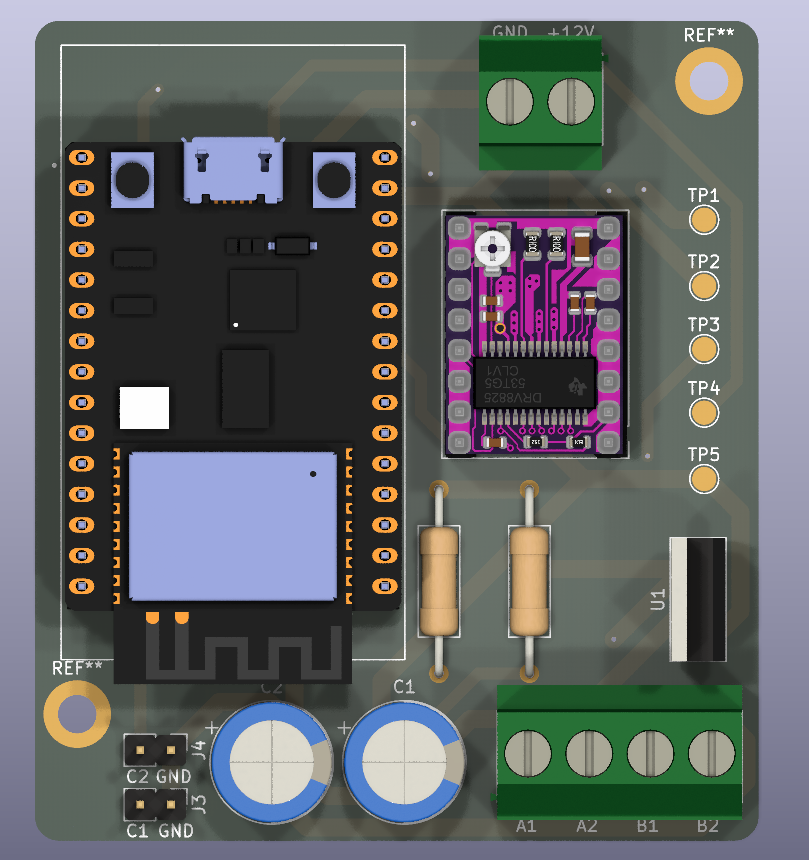 GND +12V
REF**
TP1
R100 R100
TP2
TP3
TP4
DRV8825
53TG5
CLV1
TP5
U1
REF**
C2 C1
+ +
J4
C2 GND
J3
C1 GND
A1 A2 B1 B2